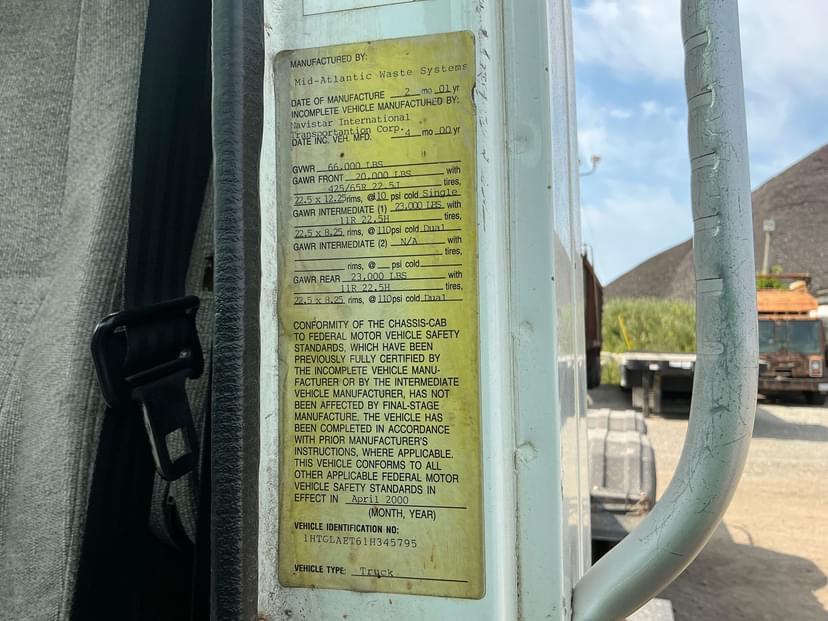 MANUFACTURED BY:
Mid-Atlantic Waste Systems
DATE OF MANUFACTURE 2 mo 01 yr
INCOMPLETE VEHICLE MANUFACTURED BY:
Navistar International
Transportantion Corp.
DATE INC. VEH. MFD. 4 mo 00 yr
GVWR 66,000 LBS
GAWR FRONT 20,000 LBS with
425/65R 22.5J tires,
22.5 x 12.25 rims, @110 psi cold Single
GAWR INTERMEDIATE (1) 23,000 LBS with
11R 22.5H tires,
22.5 x 8.25 rims, @ 110 psi cold Dual
GAWR INTERMEDIATE (2) N/A with
tires,
rims, @ psi cold
GAWR REAR 23,000 LBS with
11R 22.5H tires,
22.5 x 8.25 rims, @ 110 psi cold Dual
CONFORMITY OF THE CHASSIS-CAB
TO FEDERAL MOTOR VEHICLE SAFETY
STANDARDS, WHICH HAVE BEEN
PREVIOUSLY FULLY CERTIFIED BY
THE INCOMPLETE VEHICLE MANU-
FACTURER OR BY THE INTERMEDIATE
VEHICLE MANUFACTURER, HAS NOT
BEEN AFFECTED BY FINAL-STAGE
MANUFACTURE. THE VEHICLE HAS
BEEN COMPLETED IN ACCORDANCE
WITH PRIOR MANUFACTURER'S
INSTRUCTIONS, WHERE APPLICABLE.
THIS VEHICLE CONFORMS TO ALL
OTHER APPLICABLE FEDERAL MOTOR
VEHICLE SAFETY STANDARDS IN
EFFECT IN April 2000
(MONTH, YEAR)
VEHICLE IDENTIFICATION NO:
1HTGLAET61H345795
VEHICLE TYPE: Truck